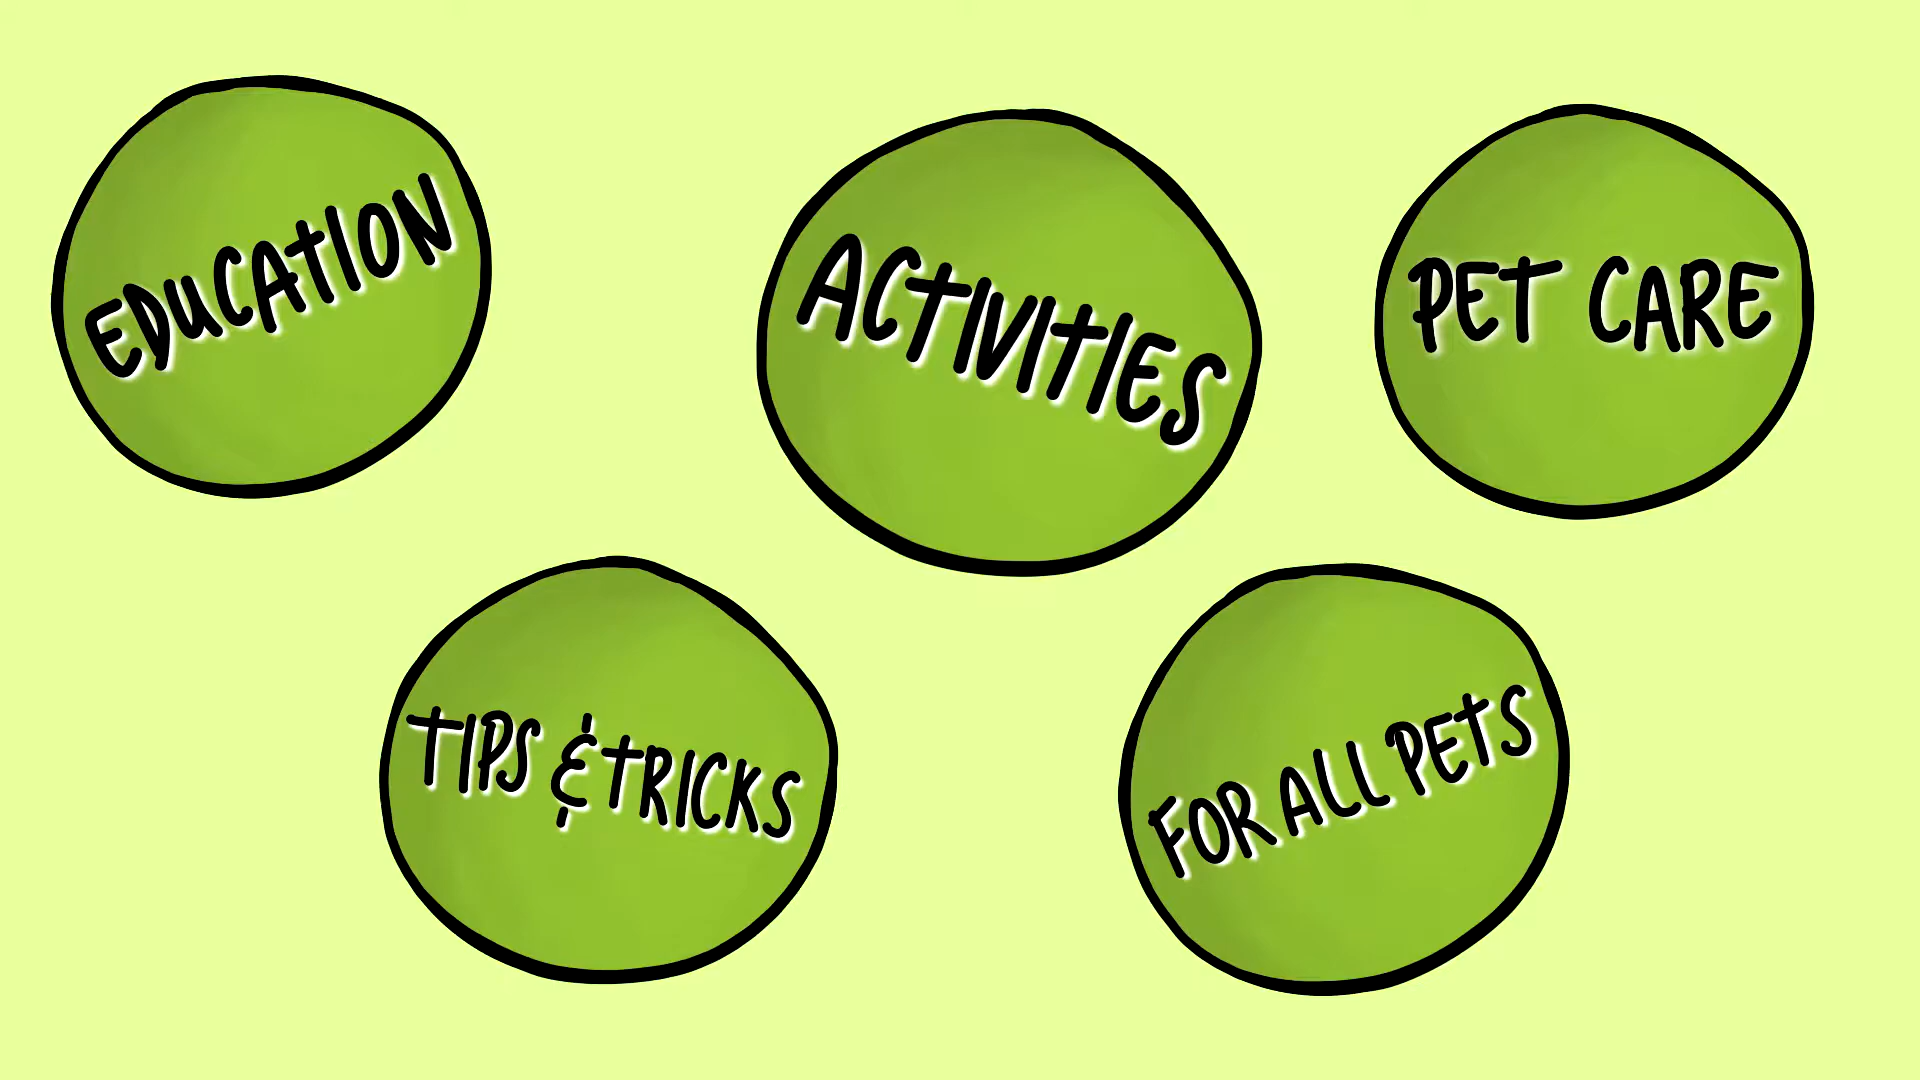 EDUCATION
ACTIVITIES
PET CARE
TIPS & TRICKS
FOR ALL PETS